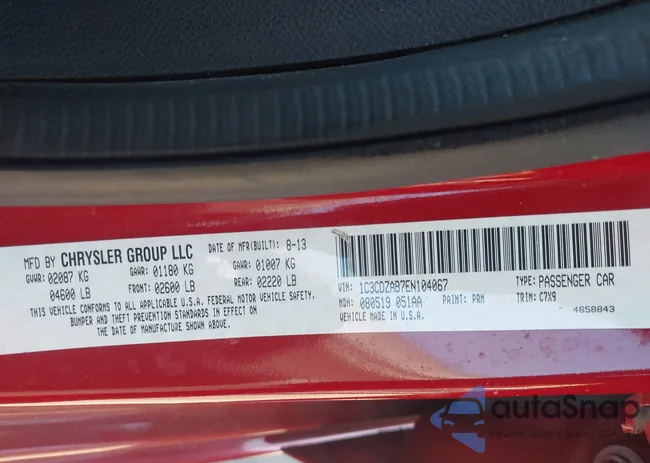 MFD BY CHRYSLER GROUP LLC DATE OF MFR(BUILT): 8-13
GVWR: 02087 KG GAWR: 01180 KG GAWR: 01007 KG
04600 LB FRONT: 02600 LB REAR: 02220 LB
THIS VEHICLE CONFORMS TO ALL APPLICABLE U.S.A. FEDERAL MOTOR VEHICLE SAFETY,
BUMPER AND THEFT PREVENTION STANDARDS IN EFFECT ON
THE DATE OF MANUFACTURE SHOWN ABOVE.
VIN: 1C3CDZAB7EN104067 TYPE: PASSENGER CAR
MDH: 080519 051AA PAINT: PRM TRIM: C7X9
VEHICLE MADE IN U.S.A. 4658843
autaSnap